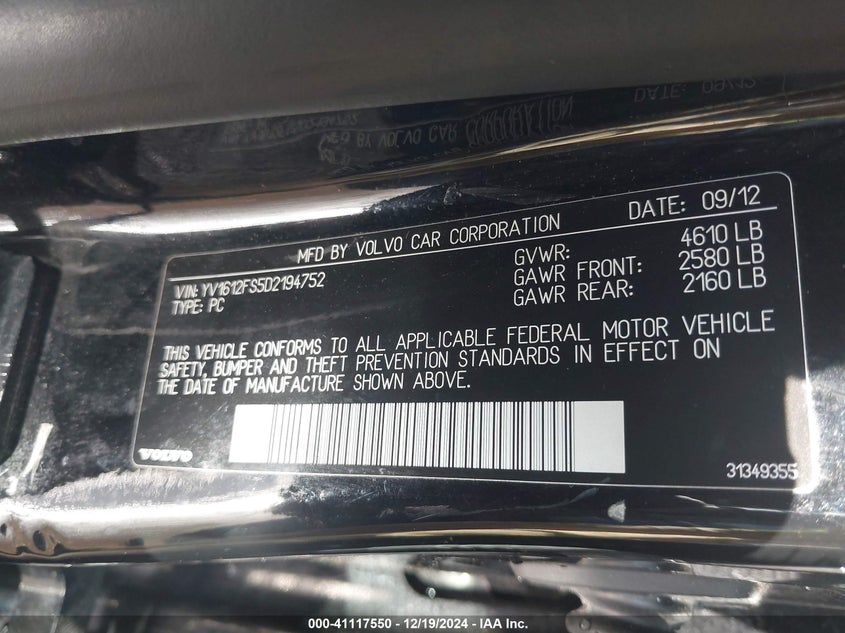 DATE: 09/12
MFD BY VOLVO CAR CORPORATION
GVWR: 4610 LB
GAWR FRONT: 2580 LB
GAWR REAR: 2160 LB
VIN: YV1612FS5D2194752
TYPE: PC
THIS VEHICLE CONFORMS TO ALL APPLICABLE FEDERAL MOTOR VEHICLE
SAFETY, BUMPER AND THEFT PREVENTION STANDARDS IN EFFECT ON
THE DATE OF MANUFACTURE SHOWN ABOVE.
VOLVO
31349355
000-41117550 - 12/19/2024 - IAA Inc.